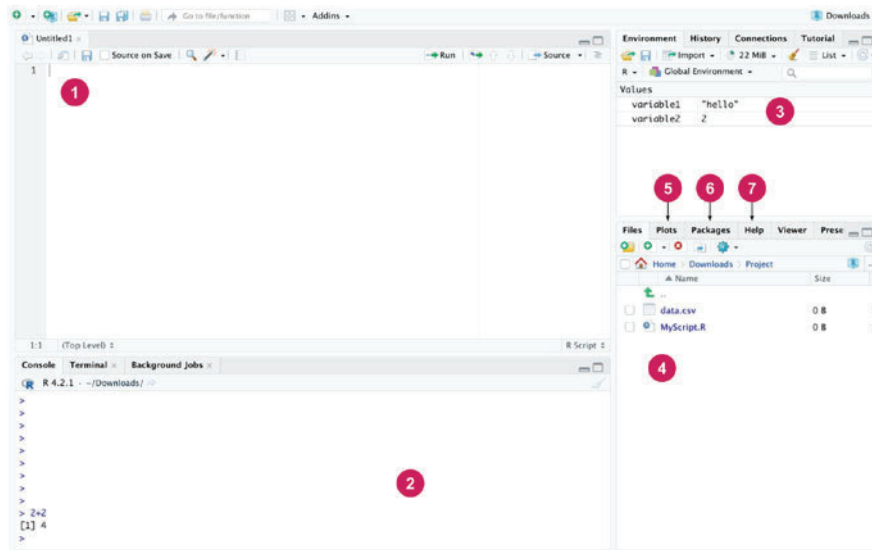 Go to file/function
Addins
Downloads
Untitled1
Source on Save
Run
Source
1
1
1:1
(Top Level)
R Script
Console
Terminal
Background Jobs
R 4.2.1 · ~/Downloads/
>
>
>
>
>
>
>
>
>
> 2+2
[1] 4
>
2
Environment
History
Connections
Tutorial
Import
22 MiB
List
R
Global Environment
Values
variable1 "hello"
variable2 2
3
5
6
7
Files
Plots
Packages
Help
Viewer
Prese
Home
Downloads
Project
Name
Size
..
data.csv 0 B
MyScript.R 0 B
4